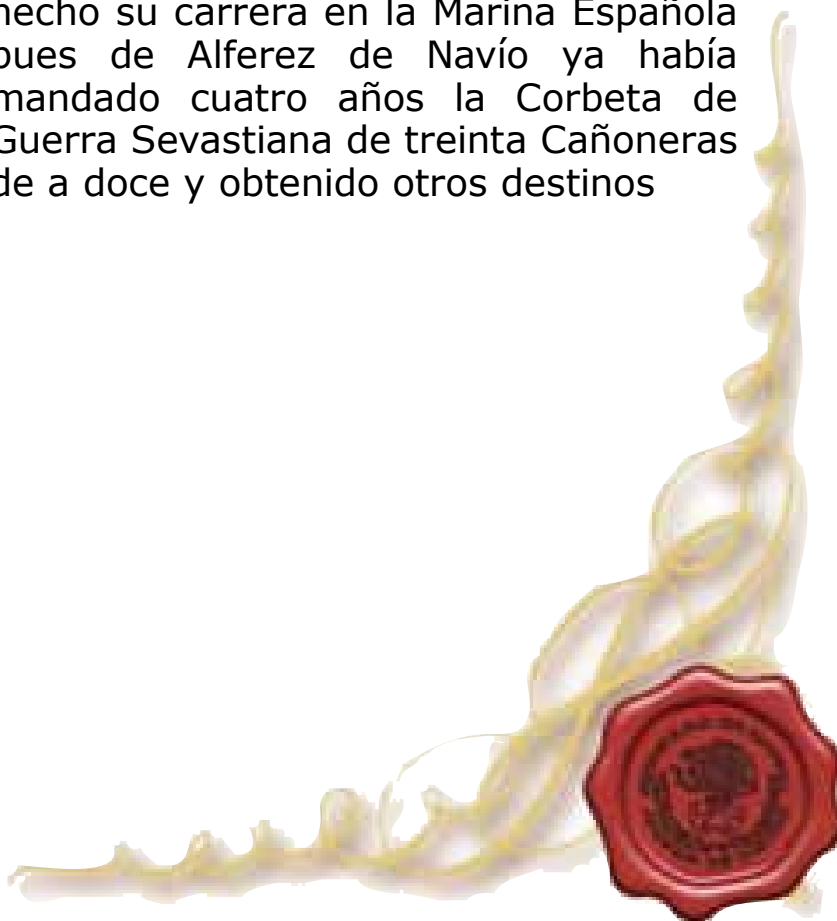 hecho su carrera en la Marina Española
pues de Alferez de Navío ya había
mandado cuatro años la Corbeta de
Guerra Sevastiana de treinta Cañoneras
de a doce y obtenido otros destinos